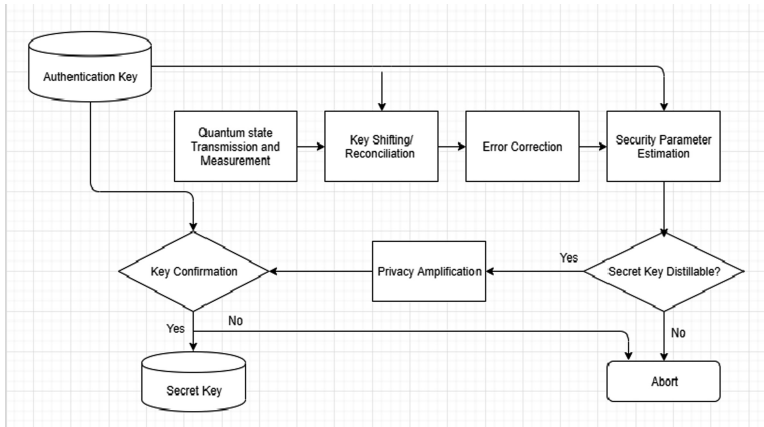 Authentication Key
Quantum state
Transmission and
Measurement
Key Shifting/
Reconciliation
Error Correction
Security Parameter
Estimation
Key Confirmation
Privacy Amplification
Yes
Secret Key Distillable?
Yes
No
No
Secret Key
Abort